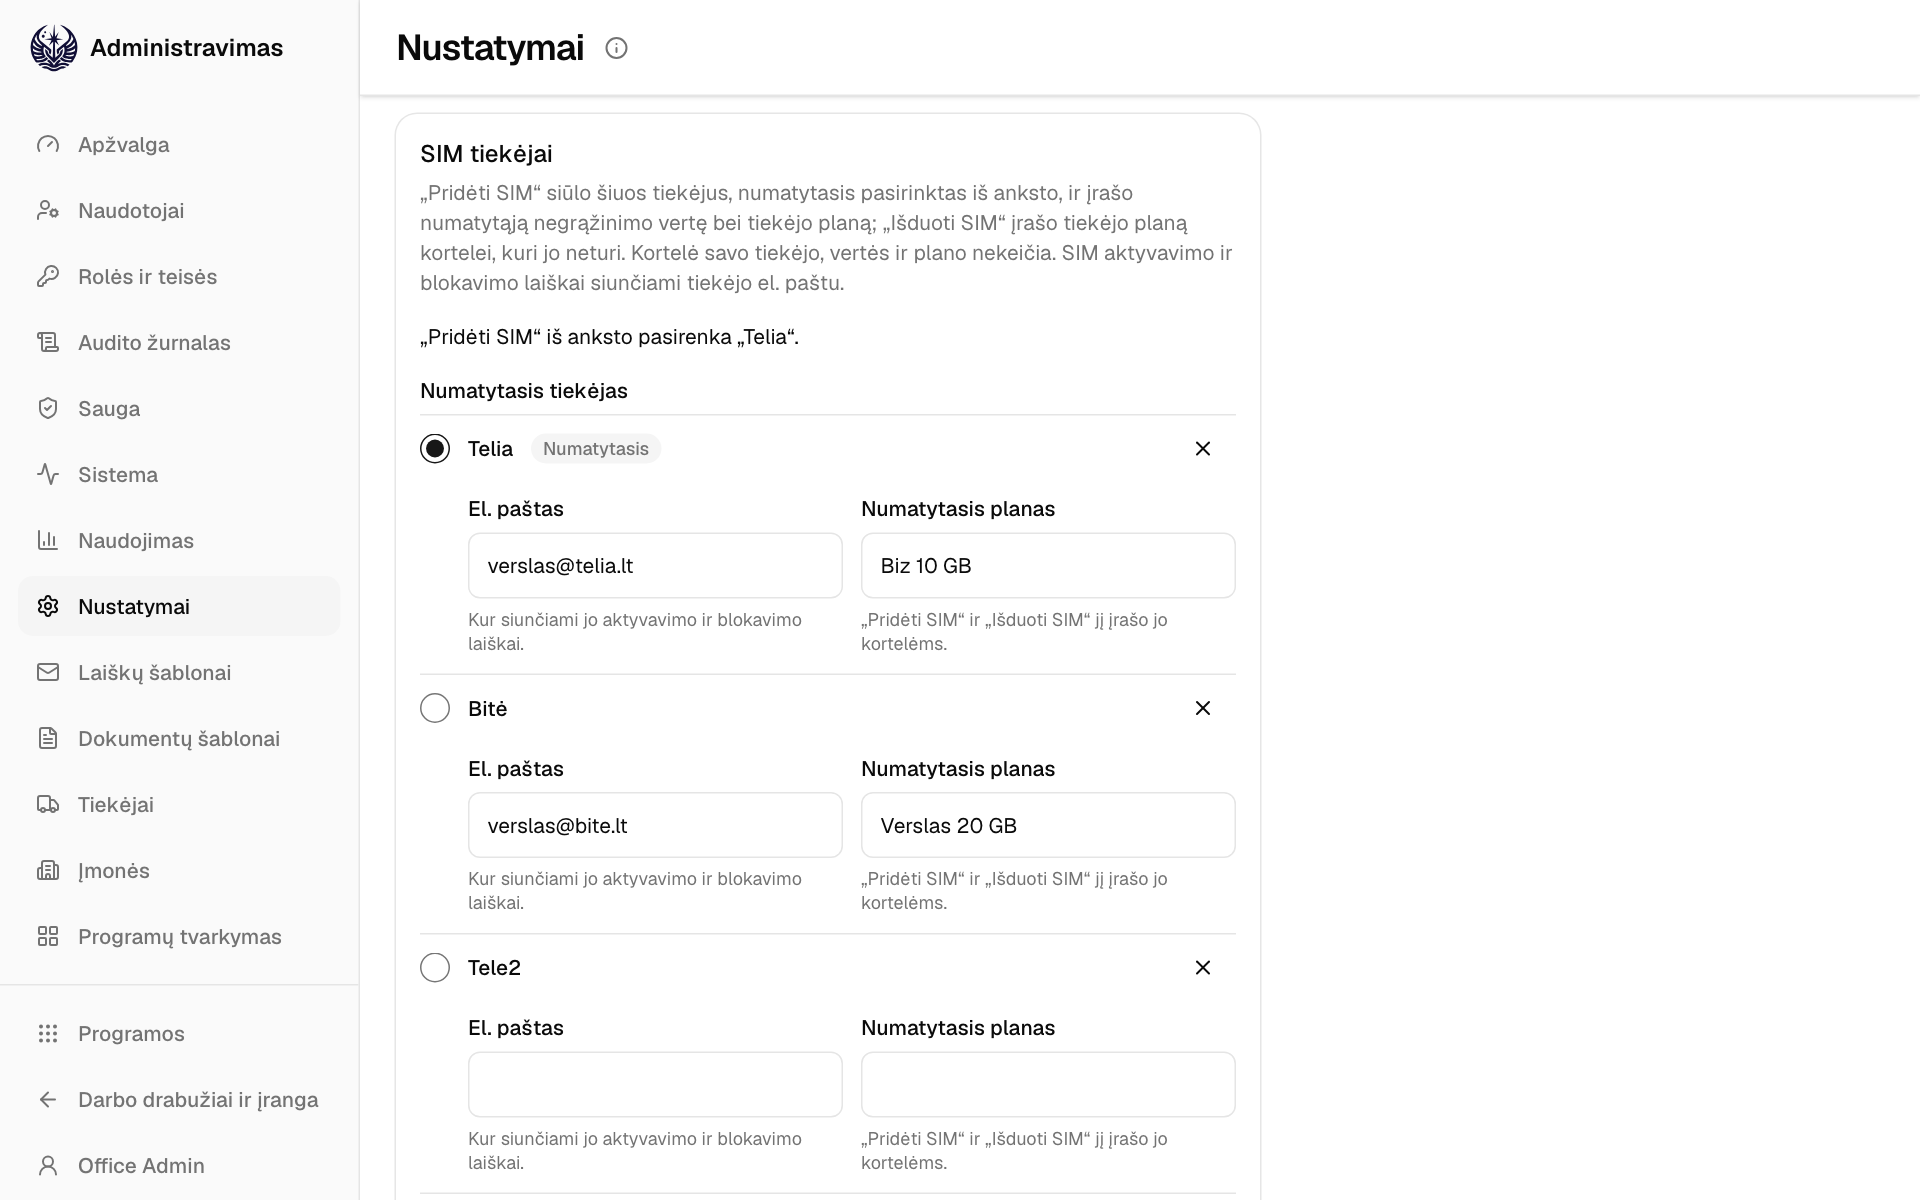 Administravimas
Apžvalga
Naudotojai
Rolės ir teisės
Audito žurnalas
Sauga
Sistema
Naudojimas
Nustatymai
Laiškų šablonai
Dokumentų šablonai
Tiekėjai
Įmonės
Programų tvarkymas
Programos
Darbo drabužiai ir įranga
Office Admin
Nustatymai
SIM tiekėjai
„Pridėti SIM“ siūlo šiuos tiekėjus, numatytasis pasirinktas iš anksto, ir įrašo
numatytąją negrąžinimo vertę bei tiekėjo planą; „Išduoti SIM“ įrašo tiekėjo planą
kortelei, kuri jo neturi. Kortelė savo tiekėjo, vertės ir plano nekeičia. SIM aktyvavimo ir
blokavimo laiškai siunčiami tiekėjo el. paštu.
„Pridėti SIM“ iš anksto pasirenka „Telia“.
Numatytasis tiekėjas
Telia Numatytasis
El. paštas Numatytasis planas
verslas@telia.lt Biz 10 GB
Kur siunčiami jo aktyvavimo ir blokavimo „Pridėti SIM“ ir „Išduoti SIM“ jį įrašo jo
laiškai. kortelėms.
Bitė
El. paštas Numatytasis planas
verslas@bite.lt Verslas 20 GB
Kur siunčiami jo aktyvavimo ir blokavimo „Pridėti SIM“ ir „Išduoti SIM“ jį įrašo jo
laiškai. kortelėms.
Tele2
El. paštas Numatytasis planas
Kur siunčiami jo aktyvavimo ir blokavimo „Pridėti SIM“ ir „Išduoti SIM“ jį įrašo jo
laiškai. kortelėms.